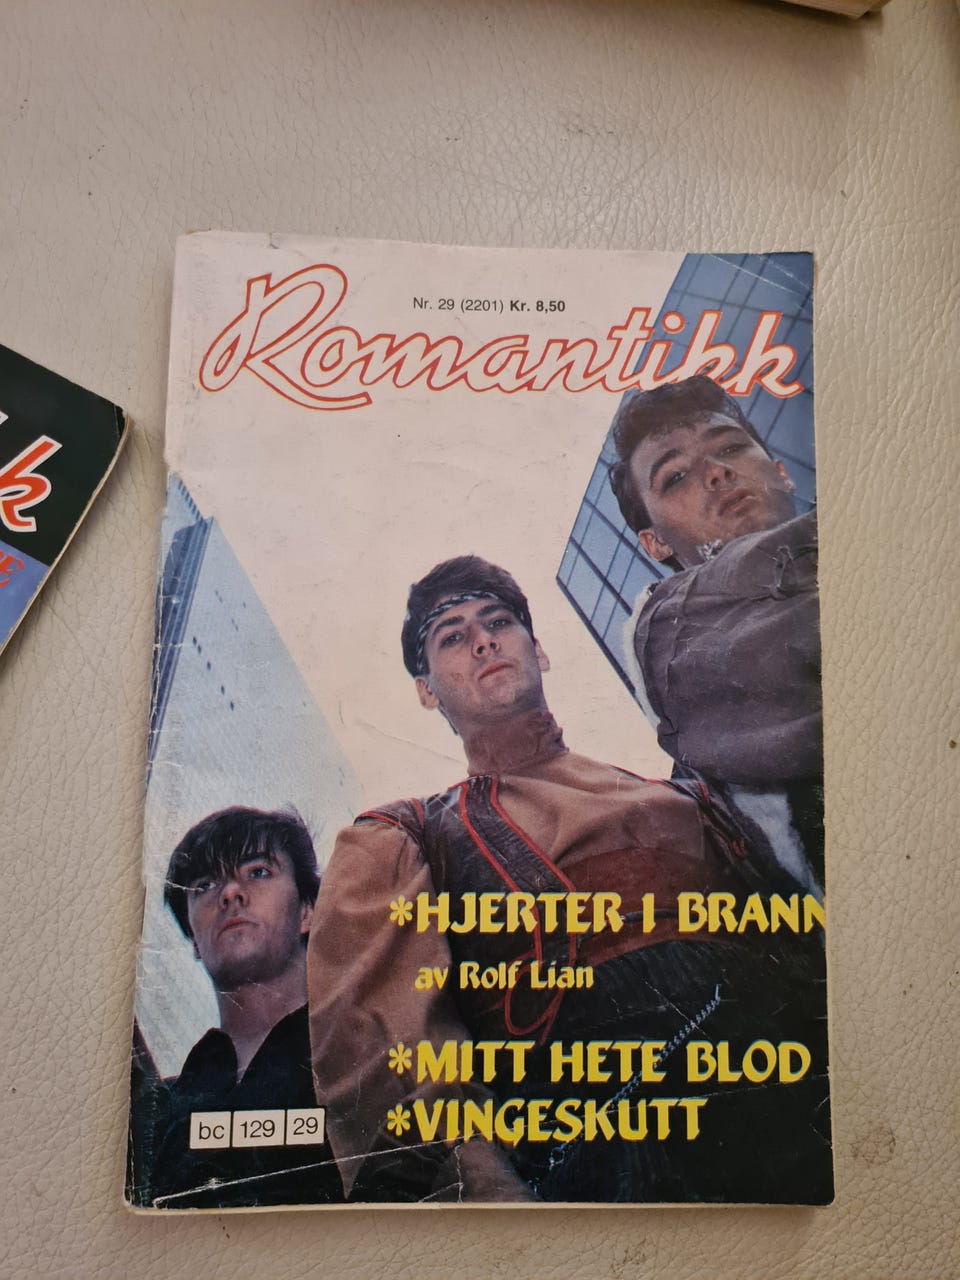 Nr. 29 (2201) Kr. 8,50
Romantikk
*HJERTER I BRANN
av Rolf Lian
*MITT HETE BLOD
*VINGESKUTT
bc 129 29
k
E